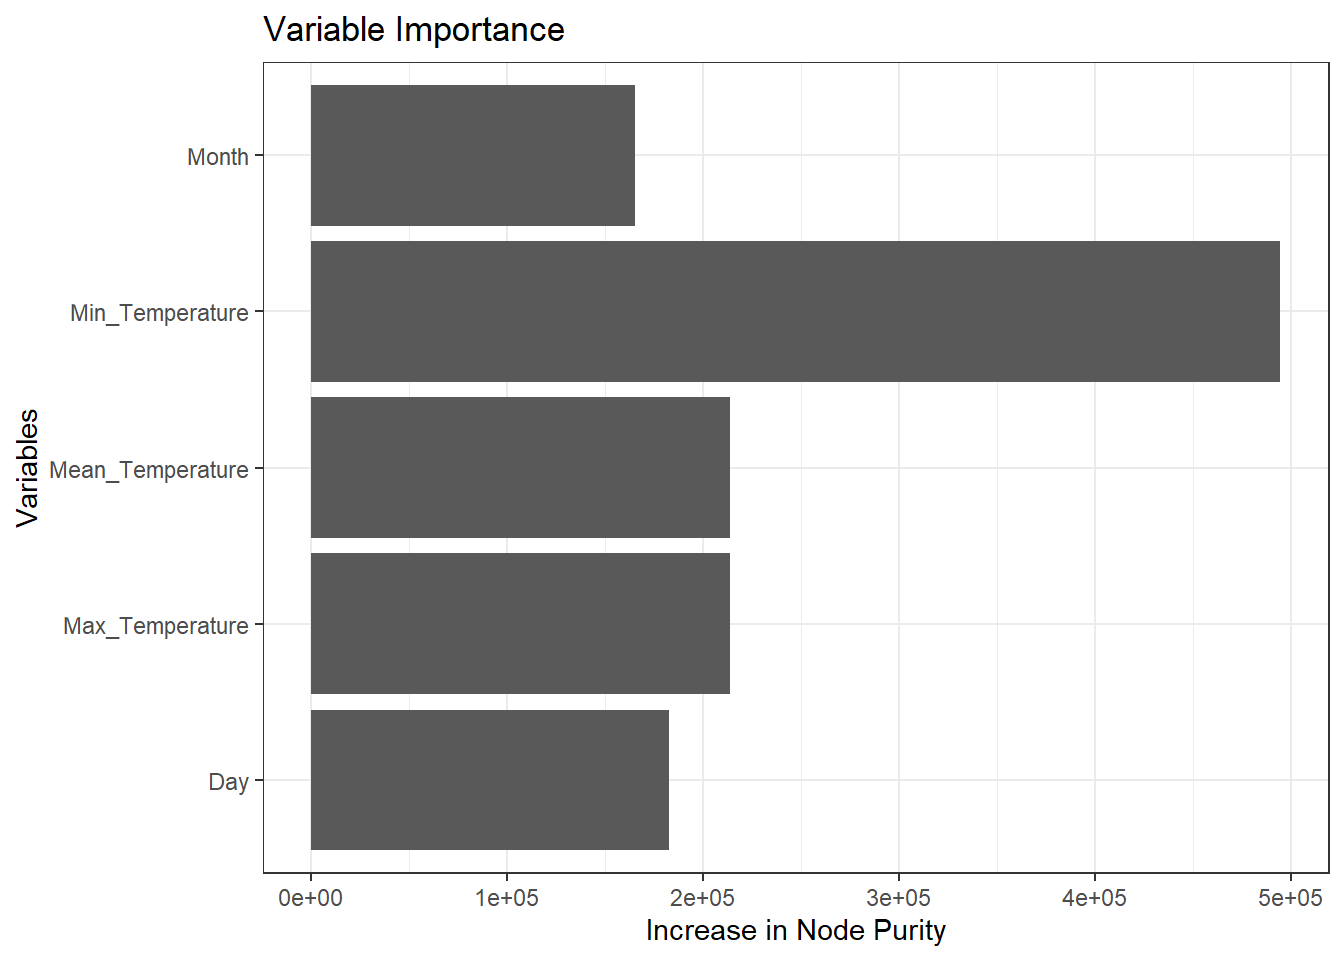 Variable Importance
Month
Min_Temperature
Mean_Temperature
Max_Temperature
Day
Variables
0e+00 1e+05 2e+05 3e+05 4e+05 5e+05
Increase in Node Purity